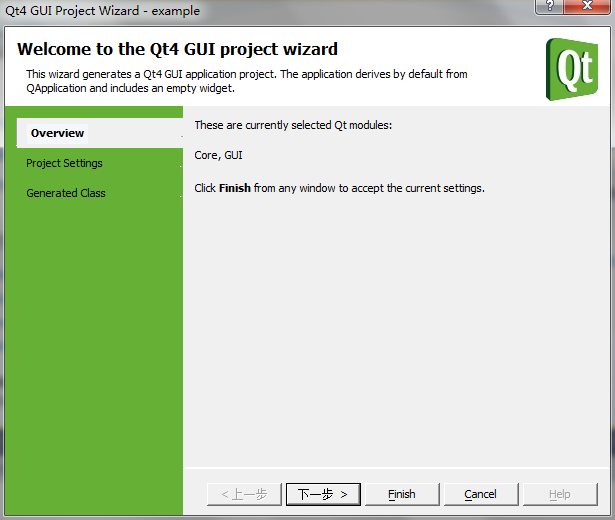 Qt4 GUI Project Wizard - example
Welcome to the Qt4 GUI project wizard
This wizard generates a Qt4 GUI application project. The application derives by default from
QApplication and includes an empty widget.
Qt
Overview
Project Settings
Generated Class
These are currently selected Qt modules:
Core, GUI
Click Finish from any window to accept the current settings.
< 上一步
下一步 >
Finish
Cancel
Help